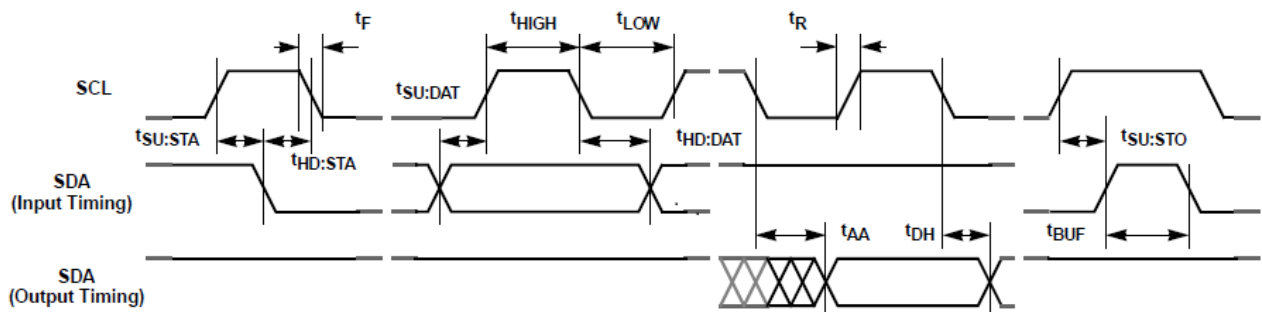 tF
tHIGH
tLOW
tR
SCL
tSU:DAT
tSU:STA
tHD:STA
tHD:DAT
tSU:STO
SDA
(Input Timing)
tAA
tDH
tBUF
SDA
(Output Timing)